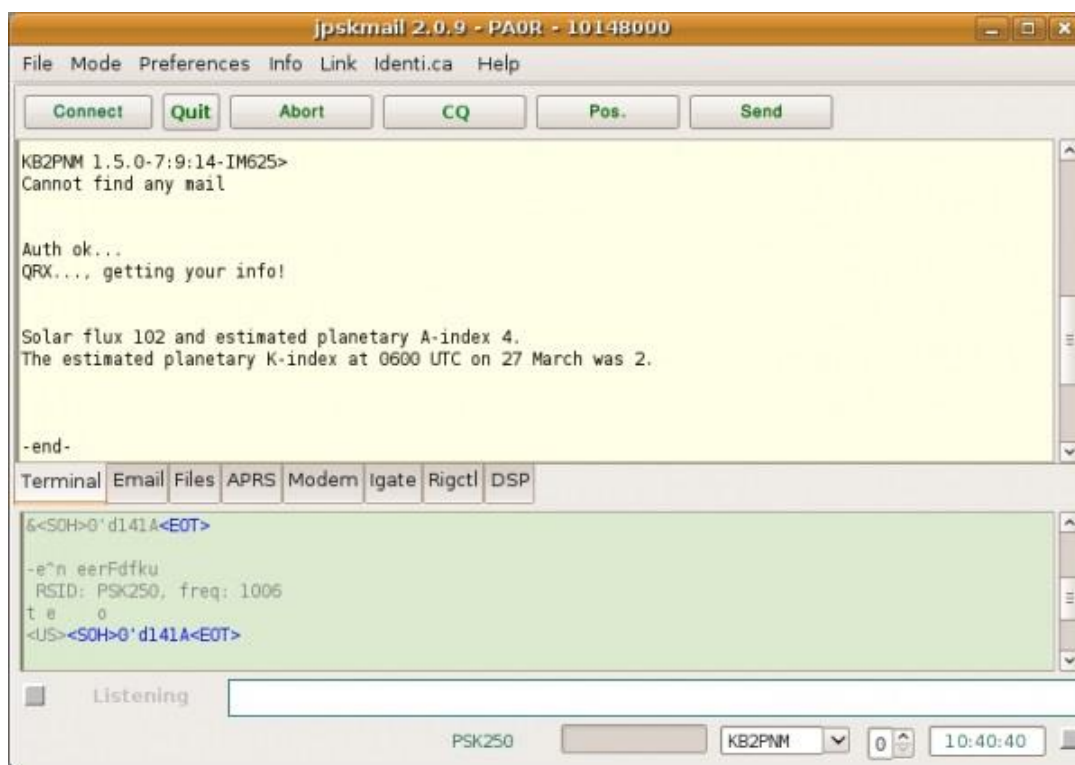 jpskmail 2.0.9 - PA0R - 10148000
File Mode Preferences Info Link Identi.ca Help
Connect Quit Abort CQ Pos. Send
KB2PNM 1.5.0-7:9:14-IM625>
Cannot find any mail
Auth ok...
QRX..., getting your info!
Solar flux 102 and estimated planetary A-index 4.
The estimated planetary K-index at 0600 UTC on 27 March was 2.
-end-
Terminal Email Files APRS Modem Igate Rigctl DSP
&<SOH>0'd141A<EOT>
-e^n eerFdfku
RSID: PSK250, freq: 1006
t e o
<US><SOH>0'd141A<EOT>
Listening
PSK250 KB2PNM 0 10:40:40